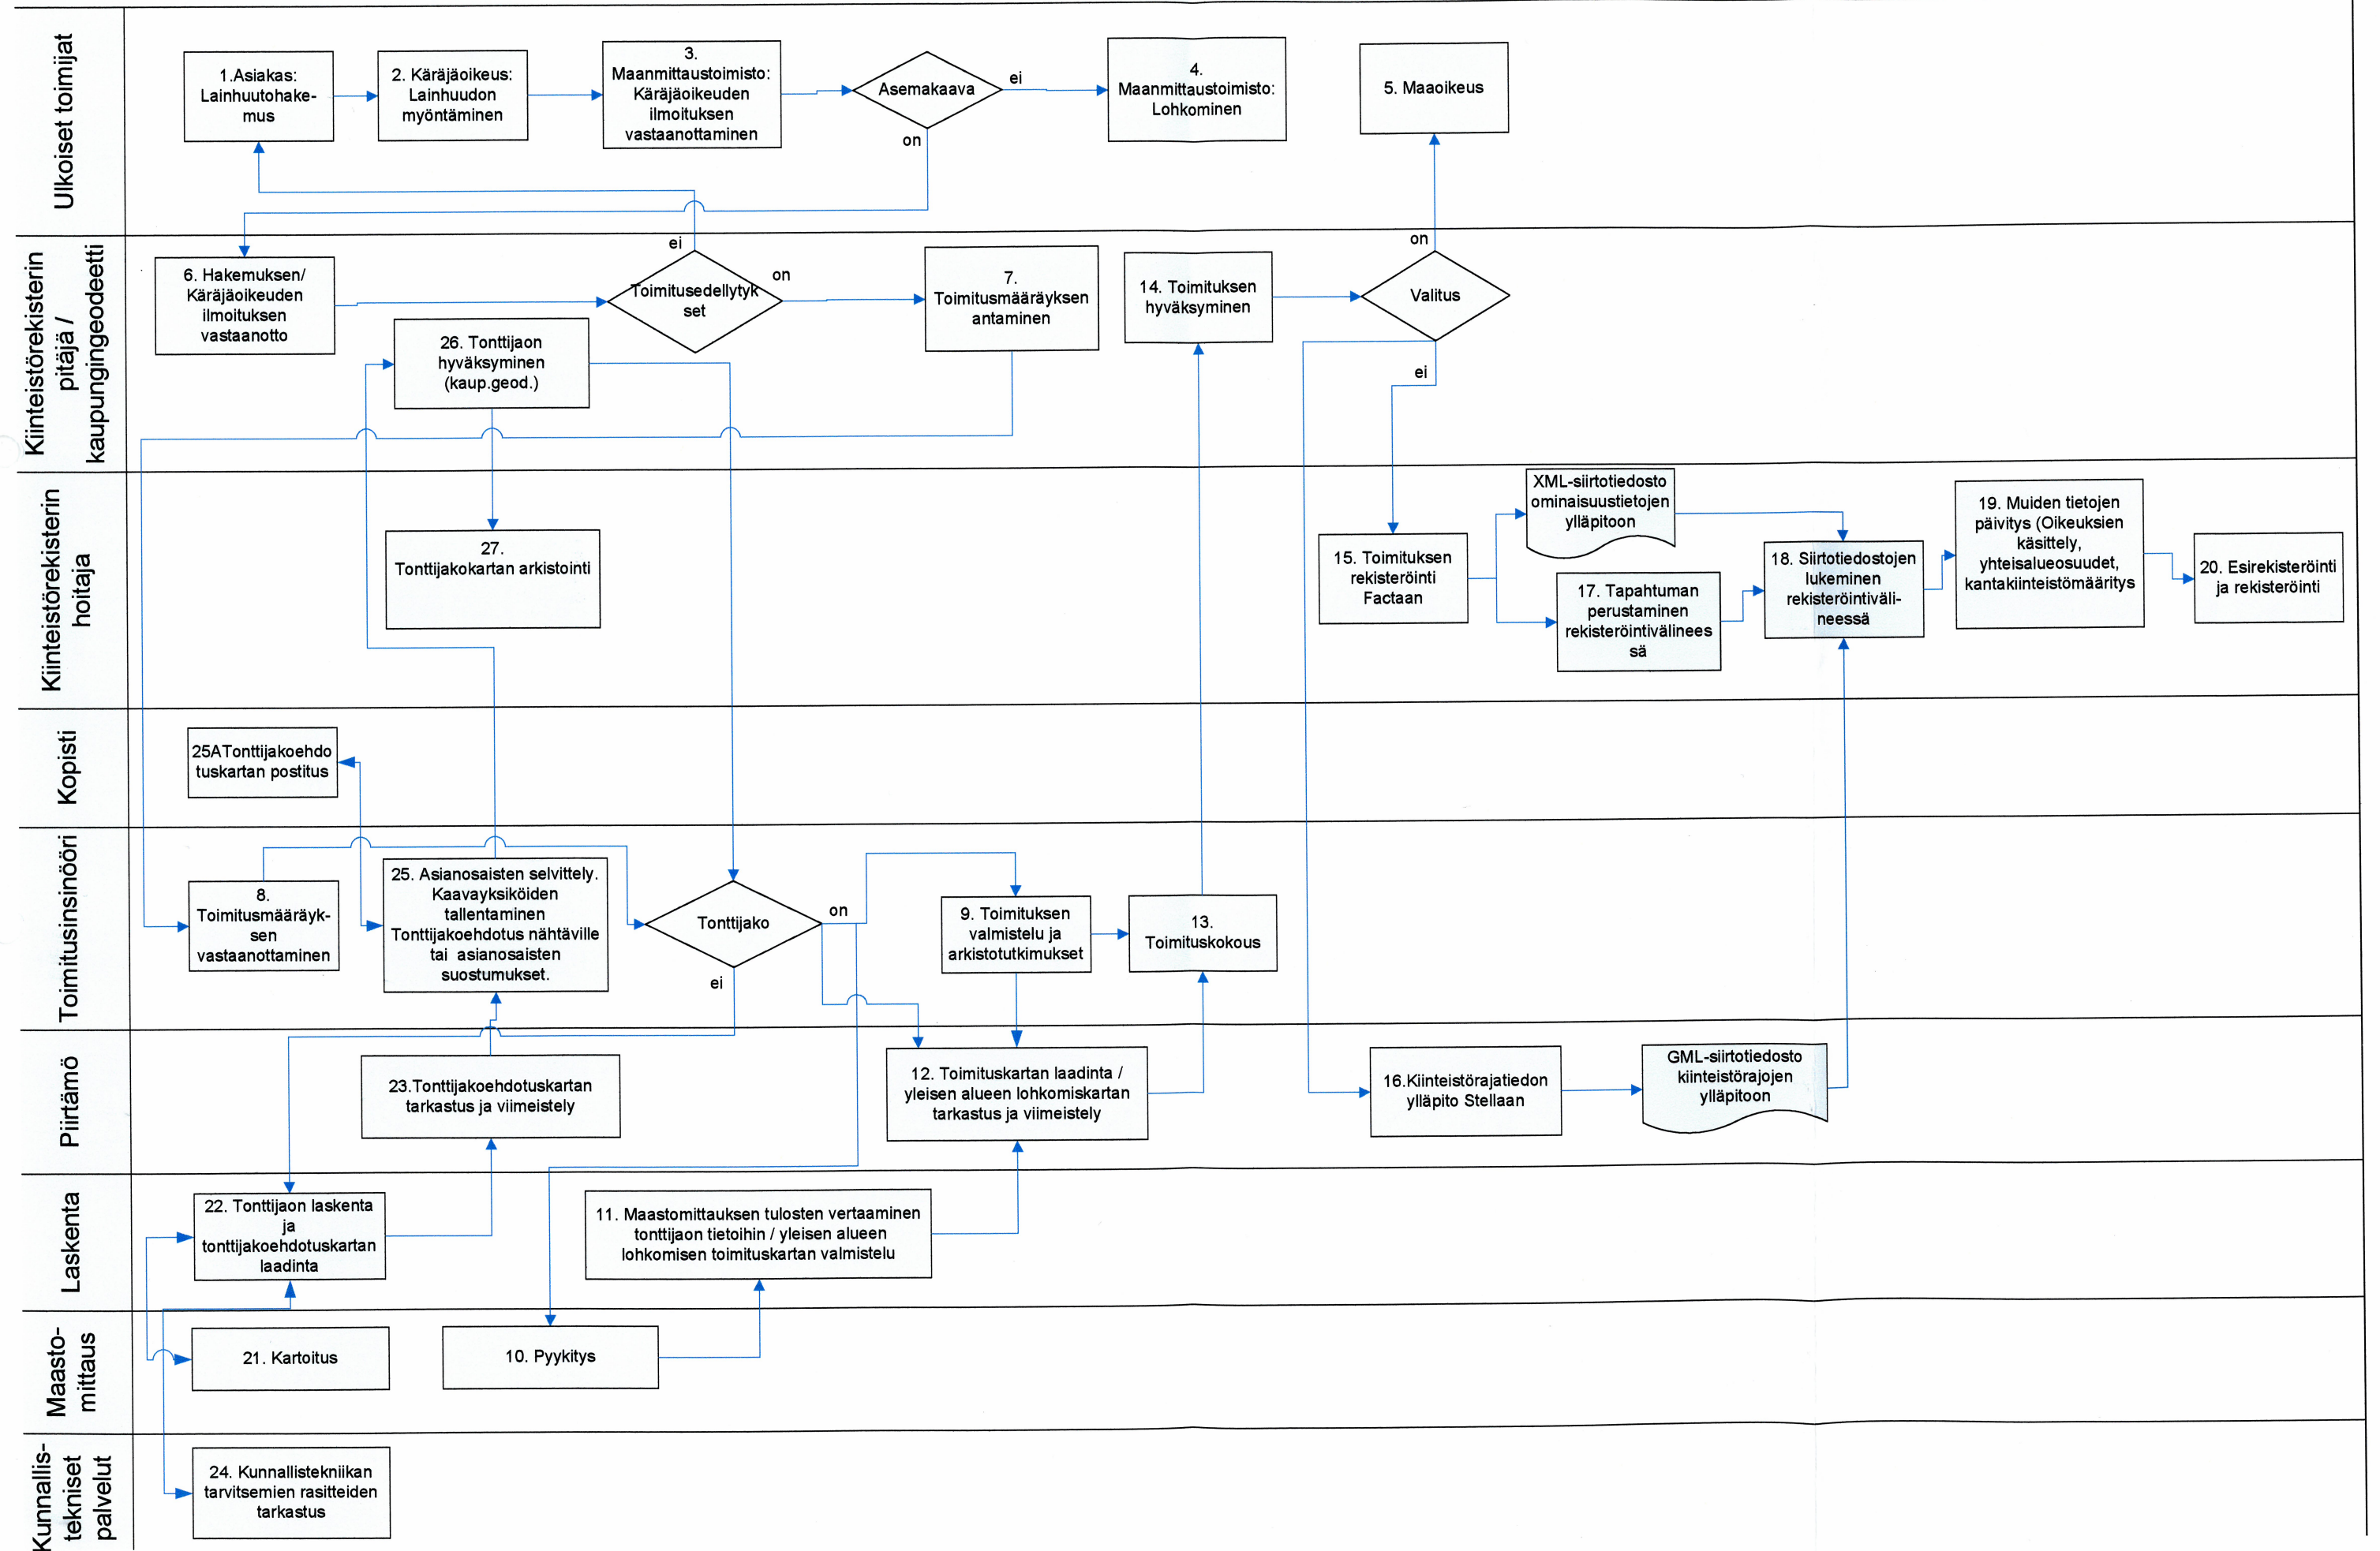 Ulkoiset toimijat
1.Asiakas:
Lainhuutohake-
mus
2. Käräjäoikeus:
Lainhuudon
myöntäminen
3.
Maanmittaustoimisto:
Käräjäoikeuden
ilmoituksen
vastaanottaminen
Asemakaava
ei
on
4.
Maanmittaustoimisto:
Lohkominen
5. Maaoikeus
Kiinteistörekisterin
pitäjä /
kaupungingeodeetti
6. Hakemuksen/
Käräjäoikeuden
ilmoituksen
vastaanotto
ei
Toimitusedellytyk
set
on
7.
Toimitusmääräyksen
antaminen
14. Toimituksen
hyväksyminen
on
Valitus
ei
26. Tonttijaon
hyväksyminen
(kaup.geod.)
Kiinteistörekisterin
hoitaja
27.
Tonttijakokartan arkistointi
15. Toimituksen
rekisteröinti
Factaan
XML-siirtotiedosto
ominaisuustietojen
ylläpitoon
17. Tapahtuman
perustaminen
rekisteröintivälinees
sä
18. Siirtotiedostojen
lukeminen
rekisteröintiväli-
neessä
19. Muiden tietojen
päivitys (Oikeuksien
käsittely,
yhteisalueosuudet,
kantakiinteistömääritys
20. Esirekisteröinti
ja rekisteröinti
Kopisti
25ATonttijakoehdo
tuskartan postitus
Toimitusinsinööri
8.
Toimitusmääräyk-
sen
vastaanottaminen
25. Asianosaisten selvittely.
Kaavayksiköiden
tallentaminen
Tonttijakoehdotus nähtäville
tai asianosaisten
suostumukset.
Tonttijako
on
ei
9. Toimituksen
valmistelu ja
arkistotutkimukset
13.
Toimituskokous
Piirtämö
23.Tonttijakoehdotuskartan
tarkastus ja viimeistely
12. Toimituskartan laadinta /
yleisen alueen lohkomiskartan
tarkastus ja viimeistely
16.Kiinteistörajatiedon
ylläpito Stellaan
GML-siirtotiedosto
kiinteistörajojen
ylläpitoon
Laskenta
22. Tonttijaon laskenta
ja
tonttijakoehdotuskartan
laadinta
11. Maastomittauksen tulosten vertaaminen
tonttijaon tietoihin / yleisen alueen
lohkomisen toimituskartan valmistelu
Maasto-
mittaus
21. Kartoitus
10. Pyykitys
Kunnallis-
tekniset
palvelut
24. Kunnallistekniikan
tarvitsemien rasitteiden
tarkastus